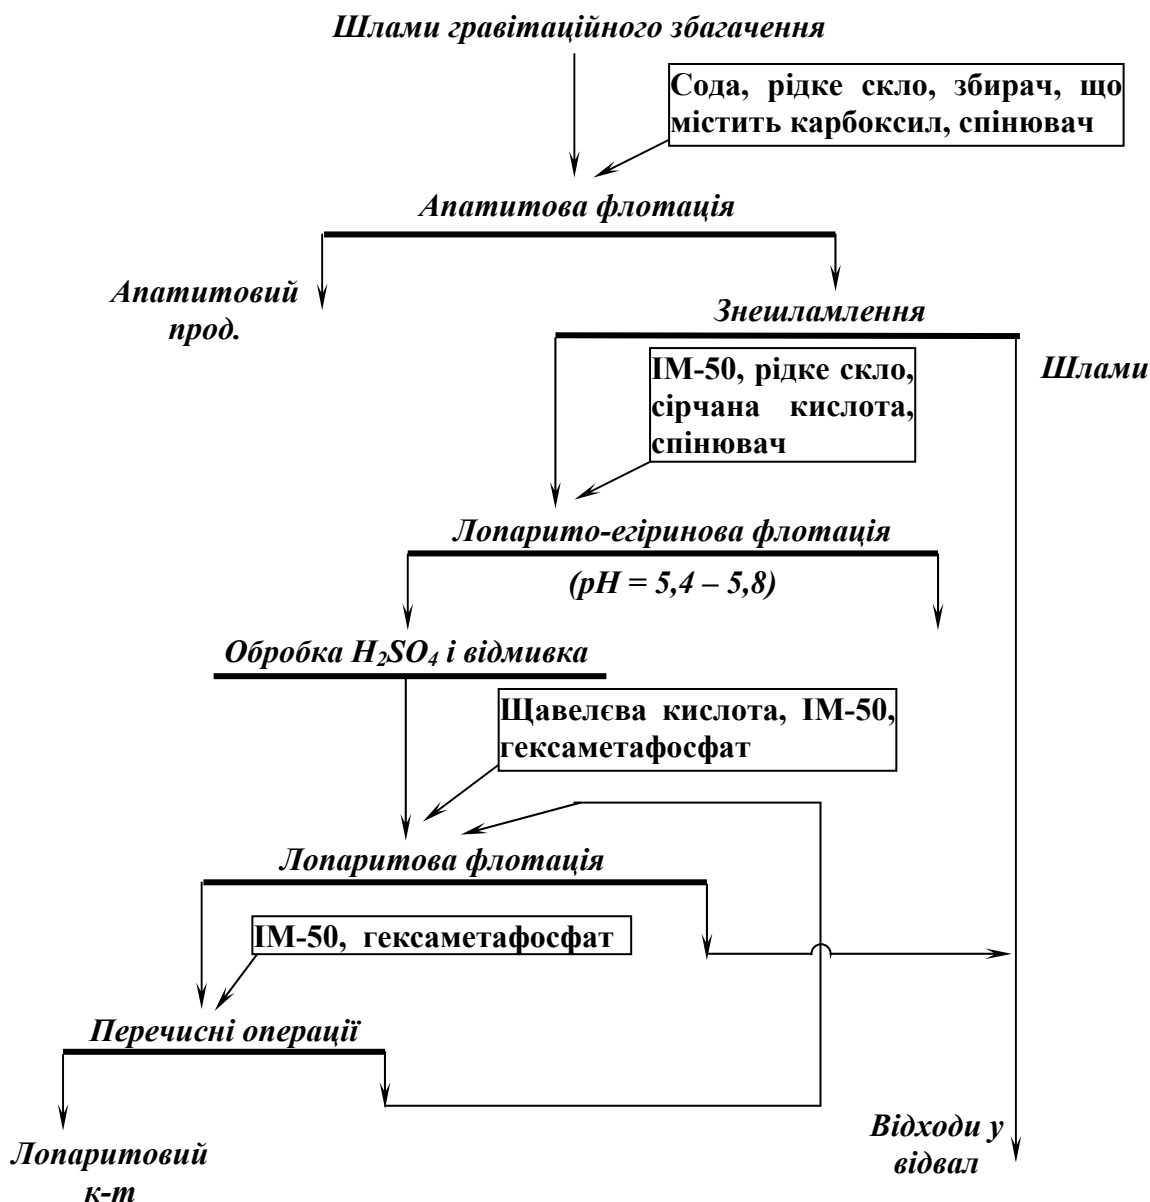 Шлами гравітаційного збагачення
Сода, рідке скло, збирач, що
містить карбоксил, спінювач
Апатитова флотація
Апатитовий
прод.
Знешламлення
Шлами
ІМ-50, рідке скло,
сірчана кислота,
спінювач
Лопарито-егіринова флотація
(рН = 5,4 – 5,8)
Обробка H₂SO₄ і відмивка
Щавелєва кислота, ІМ-50,
гексаметафосфат
Лопаритова флотація
ІМ-50, гексаметафосфат
Перечисні операції
Лопаритовий
к-т
Відходи у
відвал